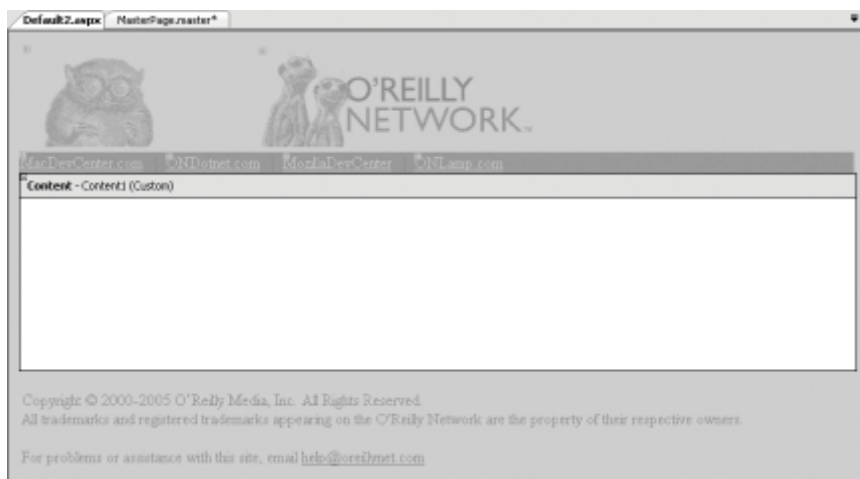 Default2.aspx MasterPage.master*
O'REILLY
NETWORK™
MacDevCenter.com | ONDotnet.com | MozillaDevCenter | ONLamp.com
Content - Content1 (Custom)
Copyright © 2000-2005 O'Reilly Media, Inc. All Rights Reserved.
All trademarks and registered trademarks appearing on the O'Reilly Network are the property of their respective owners.
For problems or assistance with this site, email help@oreillynet.com